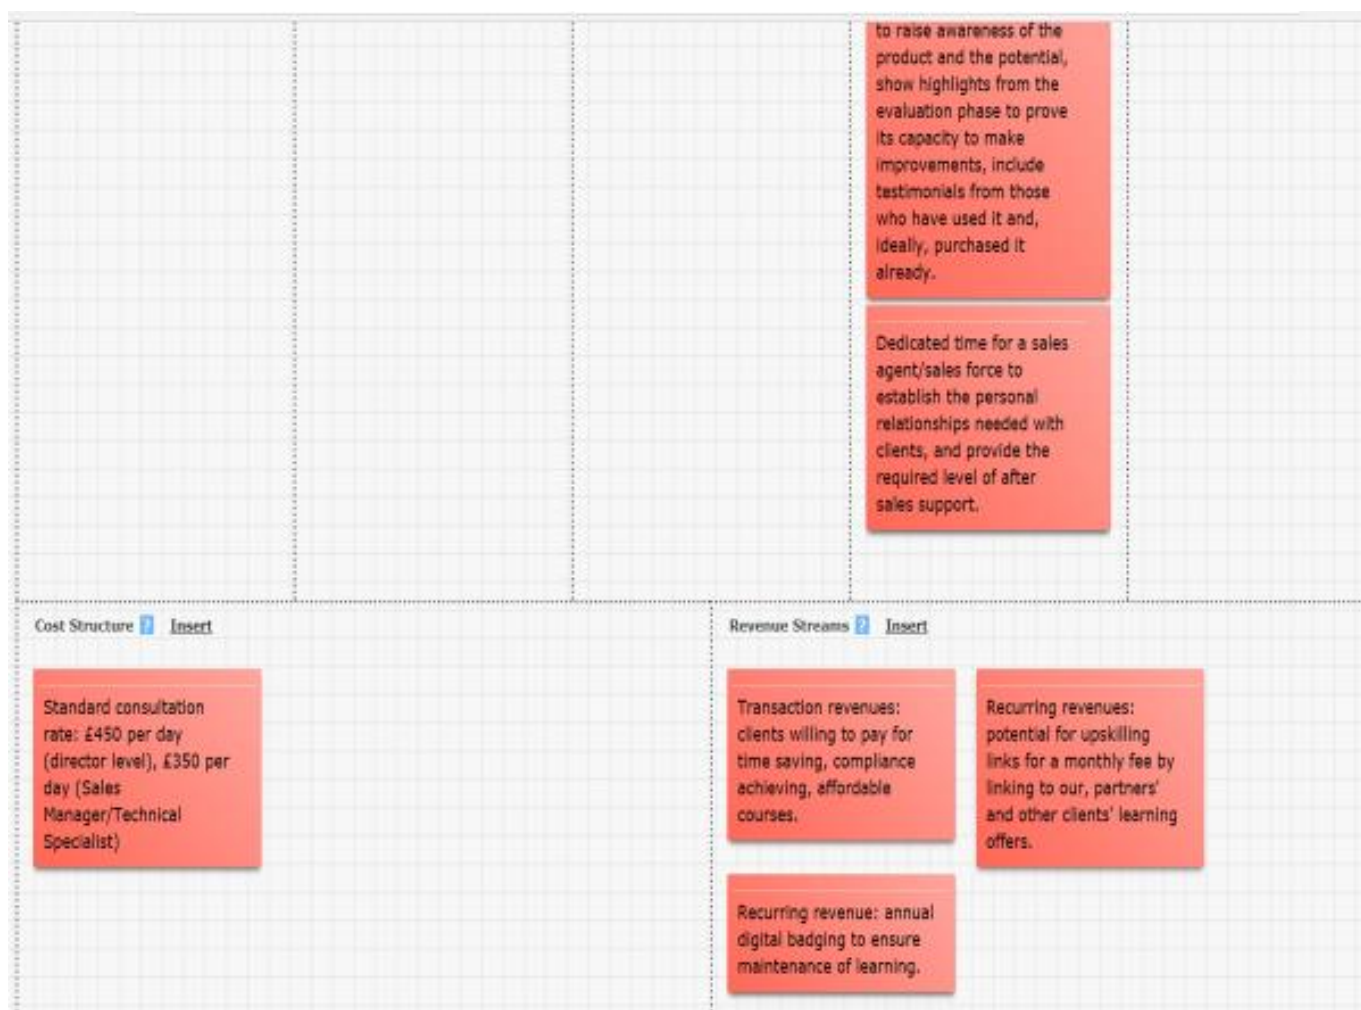 to raise awareness of the
product and the potential,
show highlights from the
evaluation phase to prove
its capacity to make
improvements, include
testimonials from those
who have used it and,
ideally, purchased it
already.
Dedicated time for a sales
agent/sales force to
establish the personal
relationships needed with
clients, and provide the
required level of after
sales support.
Cost Structure ? Insert
Standard consultation
rate: £450 per day
(director level), £350 per
day (Sales
Manager/Technical
Specialist)
Revenue Streams ? Insert
Transaction revenues:
clients willing to pay for
time saving, compliance
achieving, affordable
courses.
Recurring revenues:
potential for upskilling
links for a monthly fee by
linking to our, partners'
and other clients' learning
offers.
Recurring revenue: annual
digital badging to ensure
maintenance of learning.